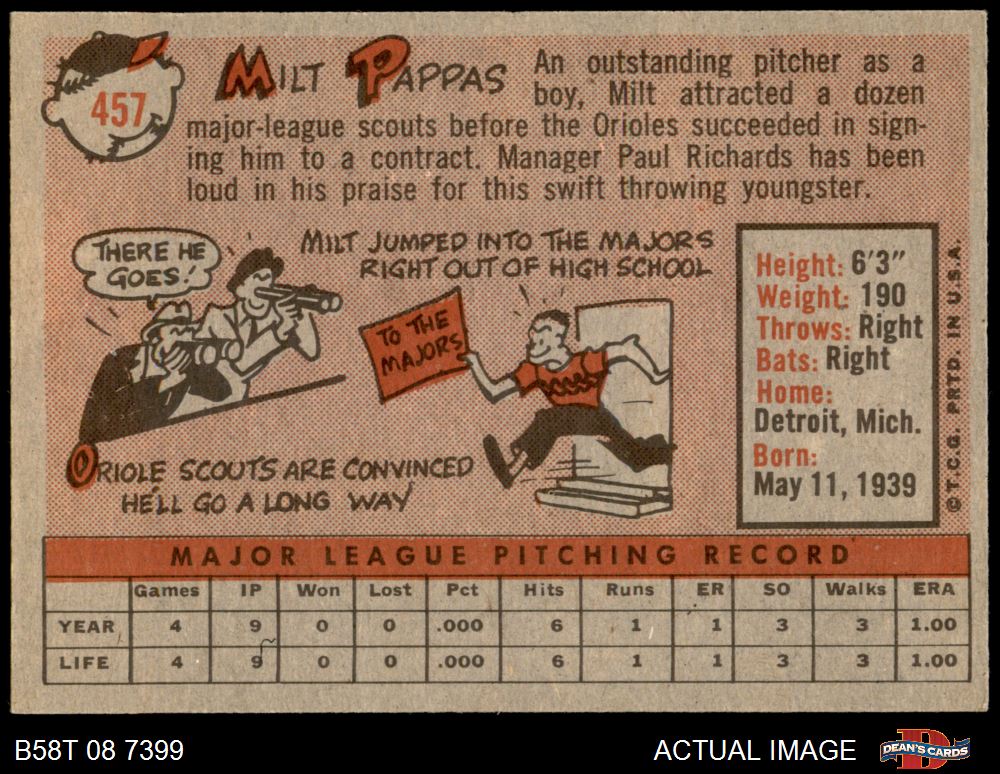 457
MILT PAPPAS
An outstanding pitcher as a
boy, Milt attracted a dozen
major-league scouts before the Orioles succeeded in sign-
ing him to a contract. Manager Paul Richards has been
loud in his praise for this swift throwing youngster.
THERE HE
GOES!
MILT JUMPED INTO THE MAJORS
RIGHT OUT OF HIGH SCHOOL
TO THE
MAJORS
ORIOLE SCOUTS ARE CONVINCED
HE'LL GO A LONG WAY
Height: 6'3"
Weight: 190
Throws: Right
Bats: Right
Home:
Detroit, Mich.
Born:
May 11, 1939
© T.C.G. PRTD. IN U.S.A.
MAJOR LEAGUE PITCHING RECORD
Games IP Won Lost Pct Hits Runs ER SO Walks ERA
YEAR 4 9 0 0 .000 6 1 1 3 3 1.00
LIFE 4 9 0 0 .000 6 1 1 3 3 1.00
B58T 08 7399
ACTUAL IMAGE
DEAN'S CARDS